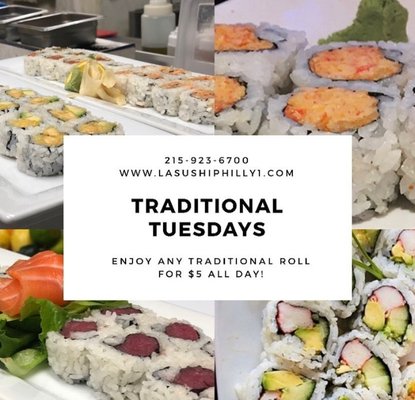 215-923-6700
WWW.LASUSHIPHILLY1.COM
TRADITIONAL
TUESDAYS
ENJOY ANY TRADITIONAL ROLL
FOR $5 ALL DAY!